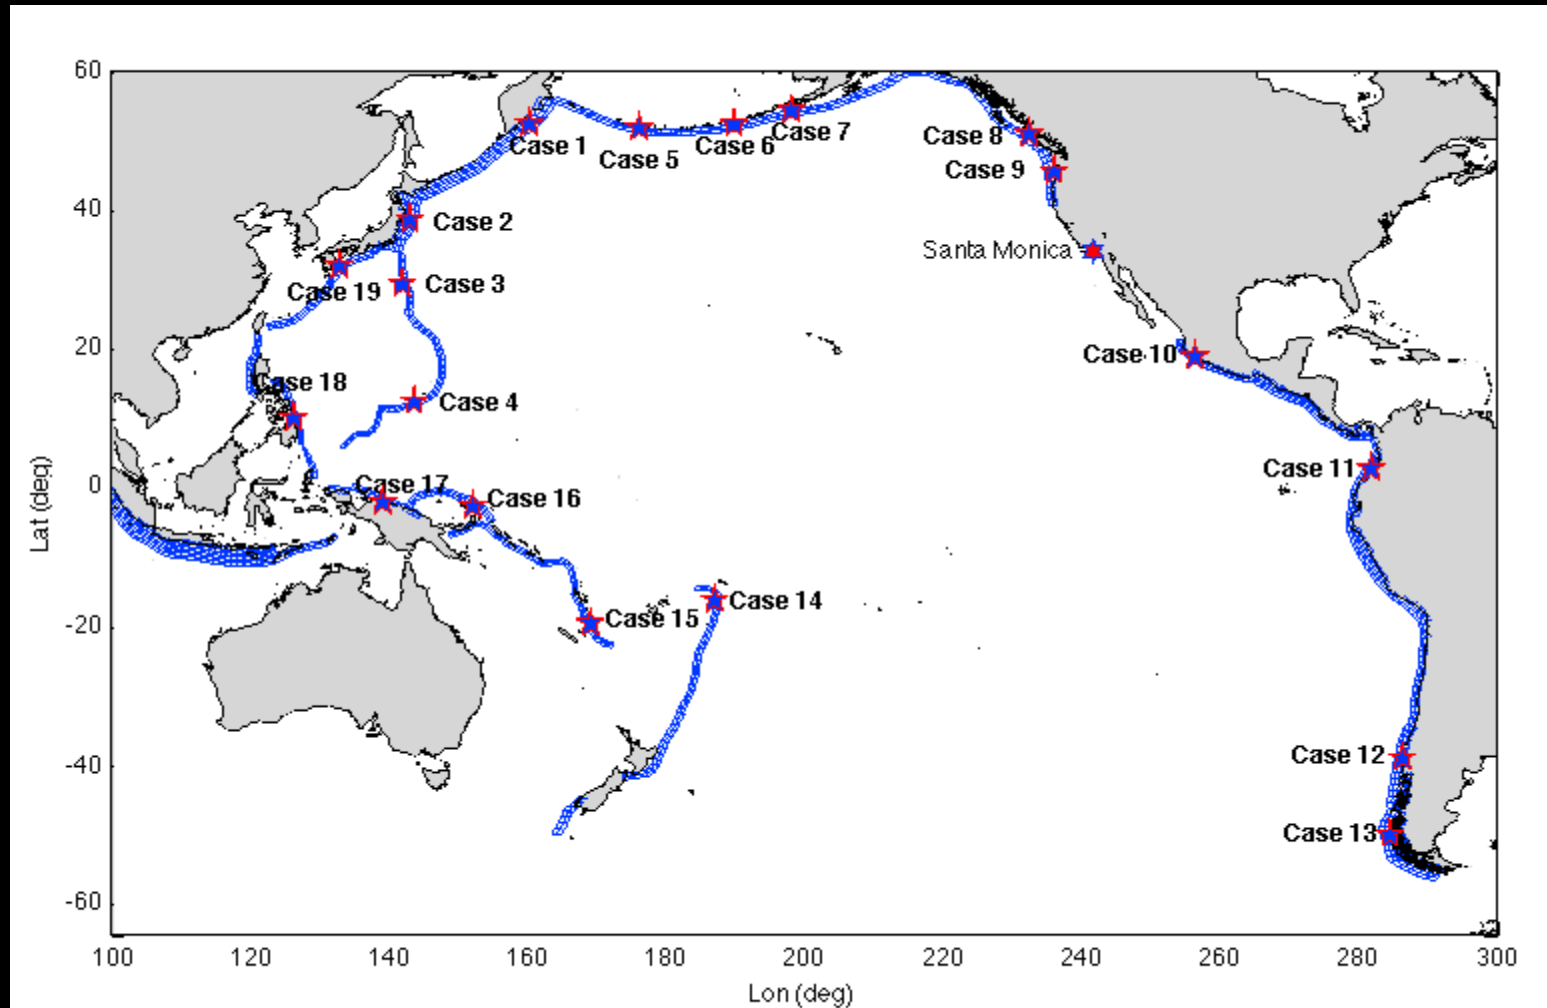 60
40
20
0
-20
-40
-60
Lat (deg)
Case 1
Case 5
Case 6
Case 7
Case 8
Case 9
Case 2
Santa Monica
Case 3
Case 19
Case 10
Case 18
Case 4
Case 11
Case 17
Case 16
Case 14
Case 15
Case 12
Case 13
100 120 140 160 180 200 220 240 260 280 300
Lon (deg)